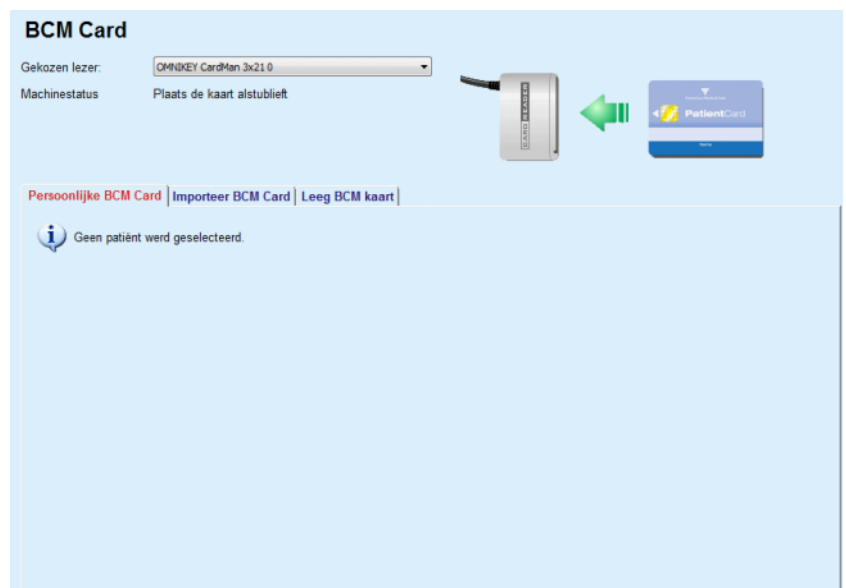 BCM Card
Gekozen lezer: OMNIKEY CardMan 3x21 0
Machinestatus Plaats de kaart alstublieft
CARD READER
PatientCard
Persoonlijke BCM Card Importeer BCM Card Leeg BCM kaart
Geen patiënt werd geselecteerd.